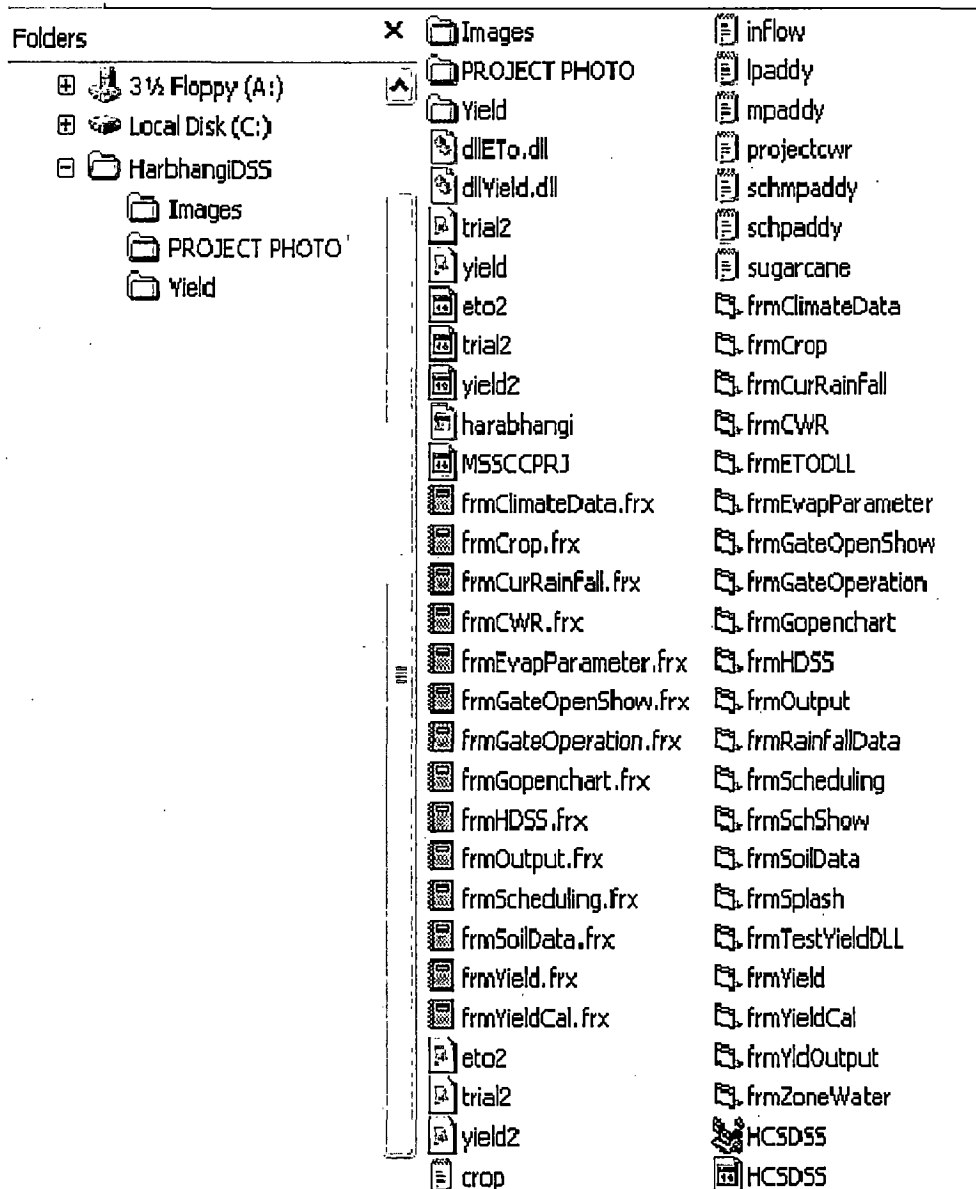 Folders
3½ Floppy (A:)
Local Disk (C:)
HarbhangiDSS
Images
PROJECT PHOTO
Yield
Images
PROJECT PHOTO
Yield
dllETo.dll
dllYield.dll
trial2
yield
eto2
trial2
yield2
harabhangi
MSSCCPRJ
frmClimateData.frx
frmCrop.frx
frmCurRainFall.frx
frmCWR.frx
frmEvapParameter.frx
frmGateOpenShow.frx
frmGateOperation.frx
frmGopenchart.frx
frmHDSS.frx
frmOutput.frx
frmScheduling.frx
frmSoilData.frx
frmYield.frx
frmYieldCal.frx
eto2
trial2
yield2
crop
inflow
lpaddy
mpaddy
projectcwr
schmpaddy
schpaddy
sugarcane
frmClimateData
frmCrop
frmCurRainFall
frmCWR
frmETODLL
frmEvapParameter
frmGateOpenShow
frmGateOperation
frmGopenchart
frmHDSS
frmOutput
frmRainfallData
frmScheduling
frmSchShow
frmSoilData
frmSplash
frmTestYieldDLL
frmYield
frmYieldCal
frmYldOutput
frmZoneWater
HCSDSS
HCSDSS